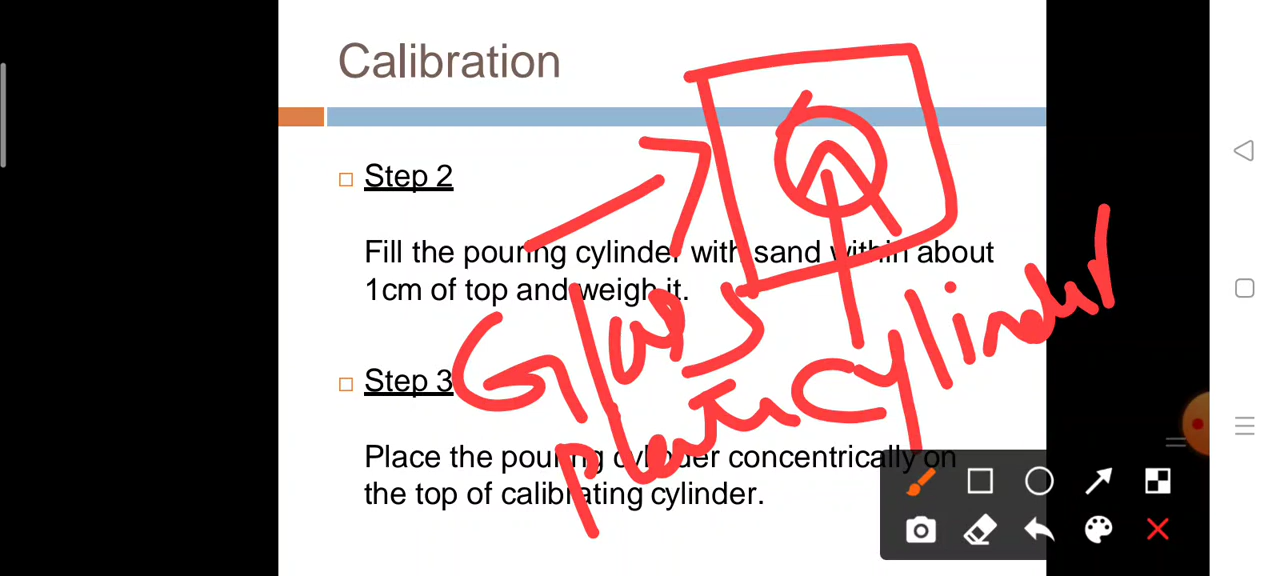 Calibration
Step 2
Fill the pouring cylinder with sand within about
1cm of top and weigh it.
Glass
plate
cylinder
Step 3
Place the pouring cylinder concentrically on
the top of calibrating cylinder.